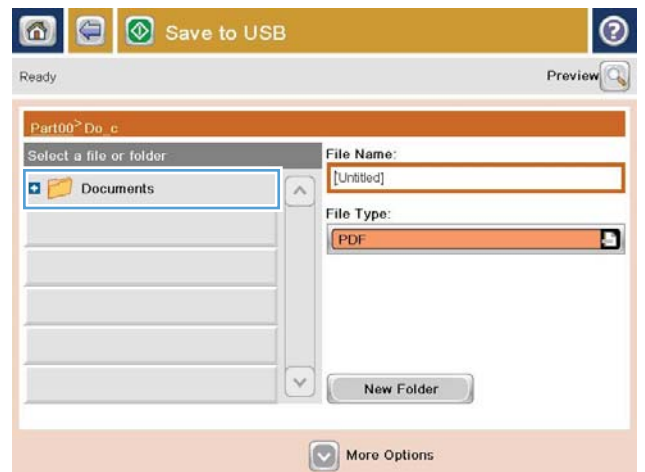 Save to USB
?
Ready
Preview
Part00> Do_c
Select a file or folder
Documents
File Name:
[Untitled]
File Type:
PDF
New Folder
More Options